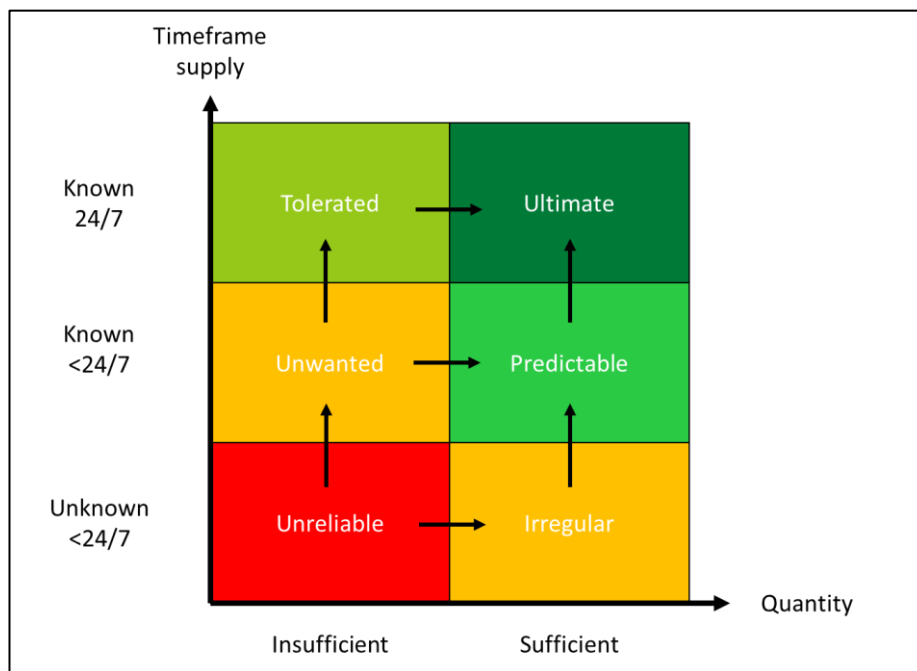 Timeframe
supply
Known
24/7
Tolerated
Ultimate
Known
<24/7
Unwanted
Predictable
Unknown
<24/7
Unreliable
Irregular
Quantity
Insufficient
Sufficient